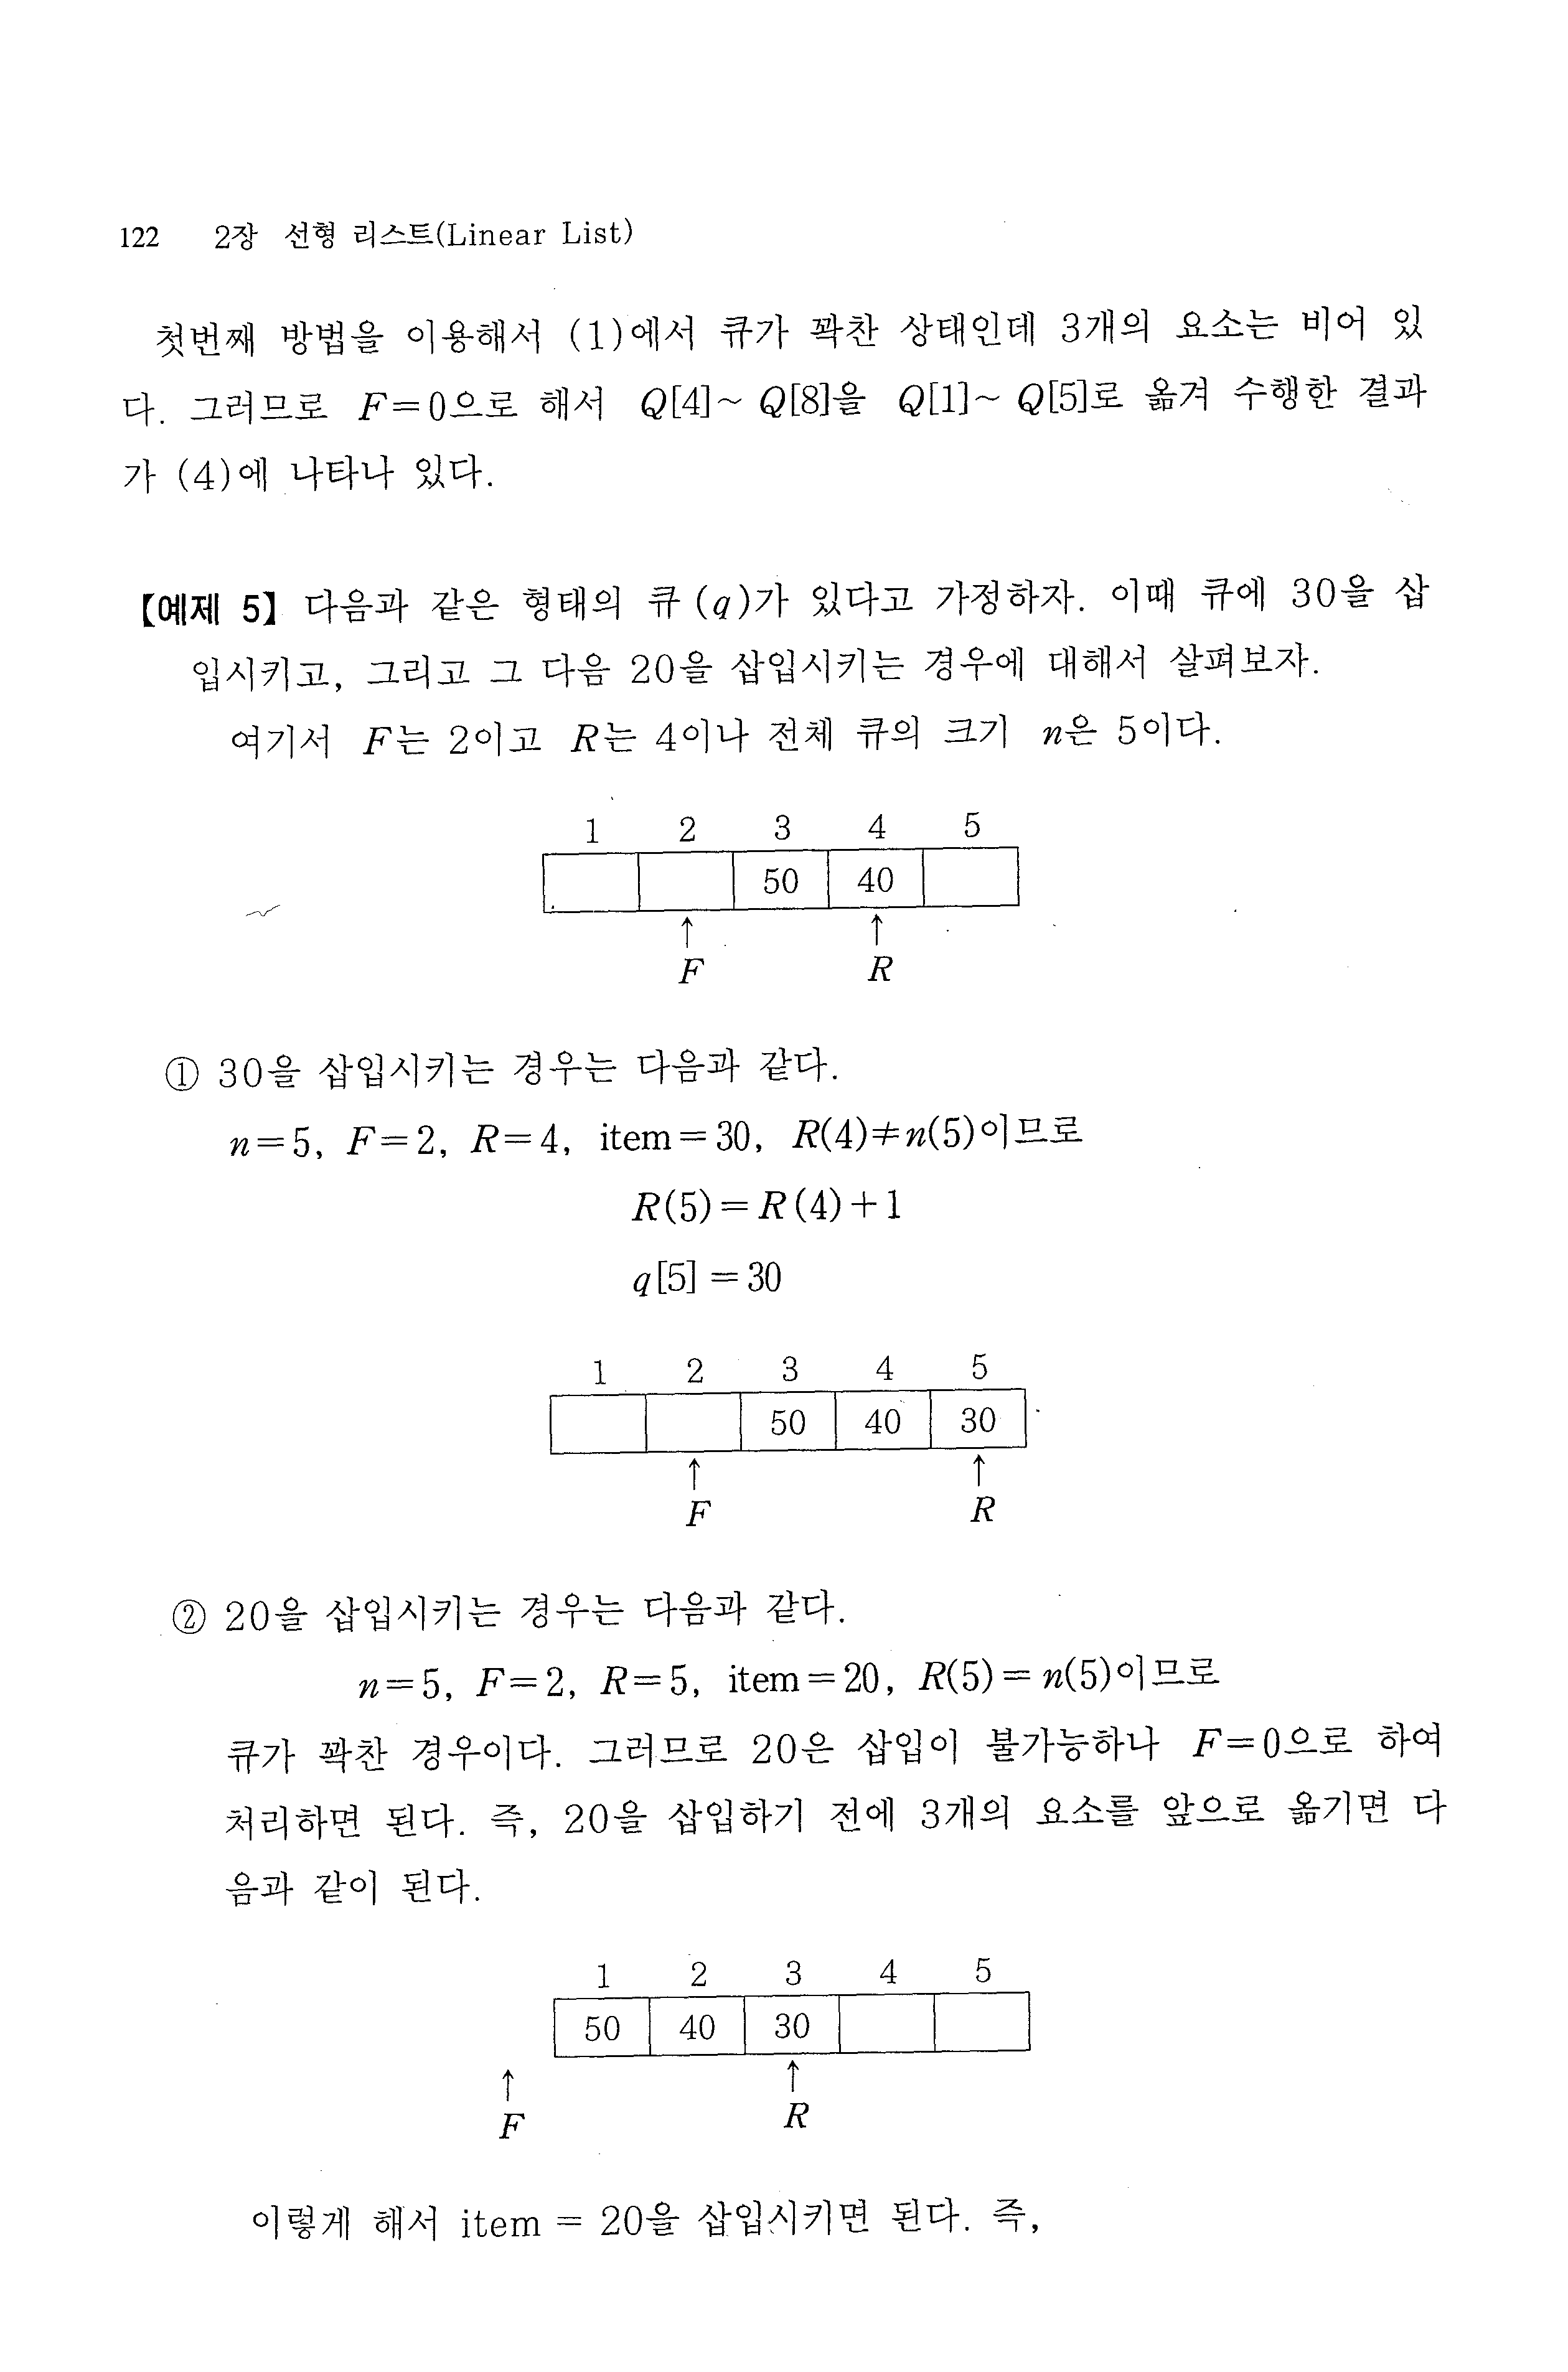 122 2장 선형 리스트(Linear List)
첫번째 방법을 이용해서 (1)에서 큐가 꽉찬 상태인데 3개의 요소는 비어 있
다. 그러므로 F=0으로 해서 Q[4]~ Q[8]을 Q[1]~ Q[5]로 옮겨 수행한 결과
가 (4)에 나타나 있다.
【예제 5】 다음과 같은 형태의 큐(q)가 있다고 가정하자. 이때 큐에 30을 삽
입시키고, 그리고 그 다음 20을 삽입시키는 경우에 대해서 살펴보자.
여기서 F는 2이고 R는 4이나 전체 큐의 크기 n은 5이다.
1 2 3 4 5
50 40
↑ ↑
F R
① 30을 삽입시키는 경우는 다음과 같다.
n=5, F=2, R=4, item=30, R(4)≠n(5)이므로
R(5)=R(4)+1
q[5]=30
1 2 3 4 5
50 40 30
↑ ↑
F R
② 20을 삽입시키는 경우는 다음과 같다.
n=5, F=2, R=5, item=20, R(5)=n(5)이므로
큐가 꽉찬 경우이다. 그러므로 20은 삽입이 불가능하나 F=0으로 하여
처리하면 된다. 즉, 20을 삽입하기 전에 3개의 요소를 앞으로 옮기면 다
음과 같이 된다.
1 2 3 4 5
50 40 30
↑ ↑
F R
이렇게 해서 item = 20을 삽입시키면 된다. 즉,